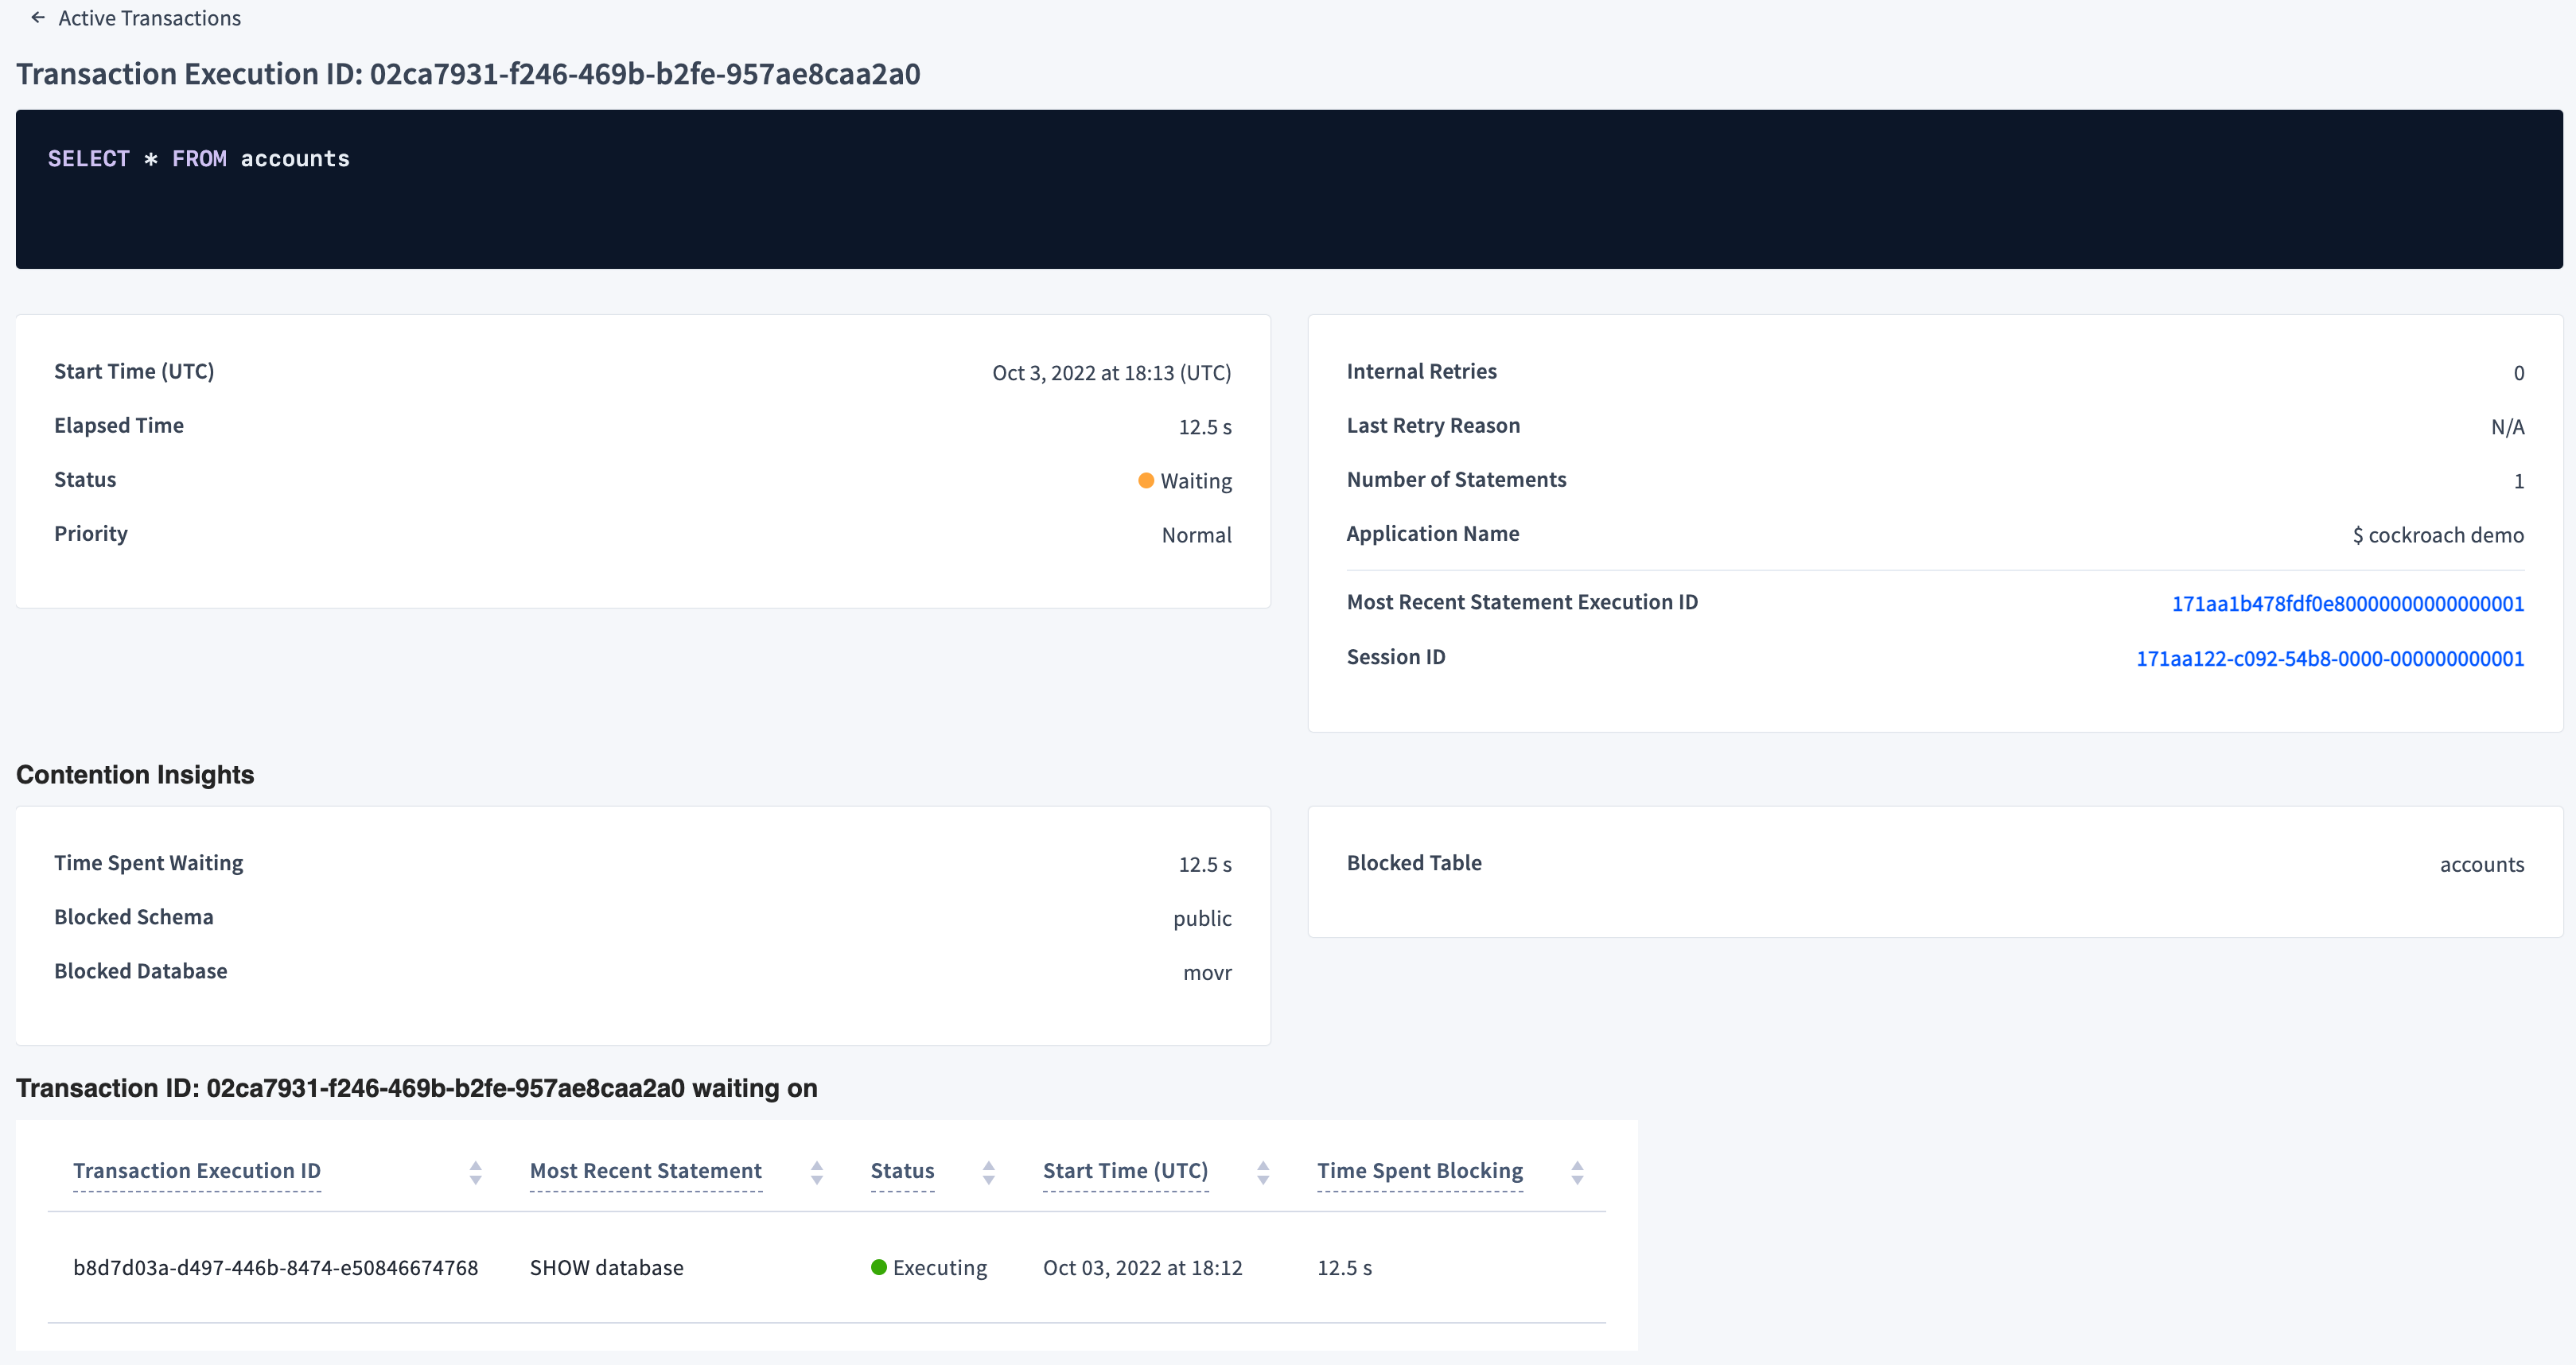 ← Active Transactions
Transaction Execution ID: 02ca7931-f246-469b-b2fe-957ae8caa2a0
SELECT * FROM accounts
Start Time (UTC) Oct 3, 2022 at 18:13 (UTC)
Elapsed Time 12.5 s
Status Waiting
Priority Normal
Internal Retries 0
Last Retry Reason N/A
Number of Statements 1
Application Name $ cockroach demo
Most Recent Statement Execution ID 171aa1b478fdf0e80000000000000001
Session ID 171aa122-c092-54b8-0000-000000000001
Contention Insights
Time Spent Waiting 12.5 s
Blocked Schema public
Blocked Database movr
Blocked Table accounts
Transaction ID: 02ca7931-f246-469b-b2fe-957ae8caa2a0 waiting on
Transaction Execution ID Most Recent Statement Status Start Time (UTC) Time Spent Blocking
b8d7d03a-d497-446b-8474-e50846674768 SHOW database Executing Oct 03, 2022 at 18:12 12.5 s